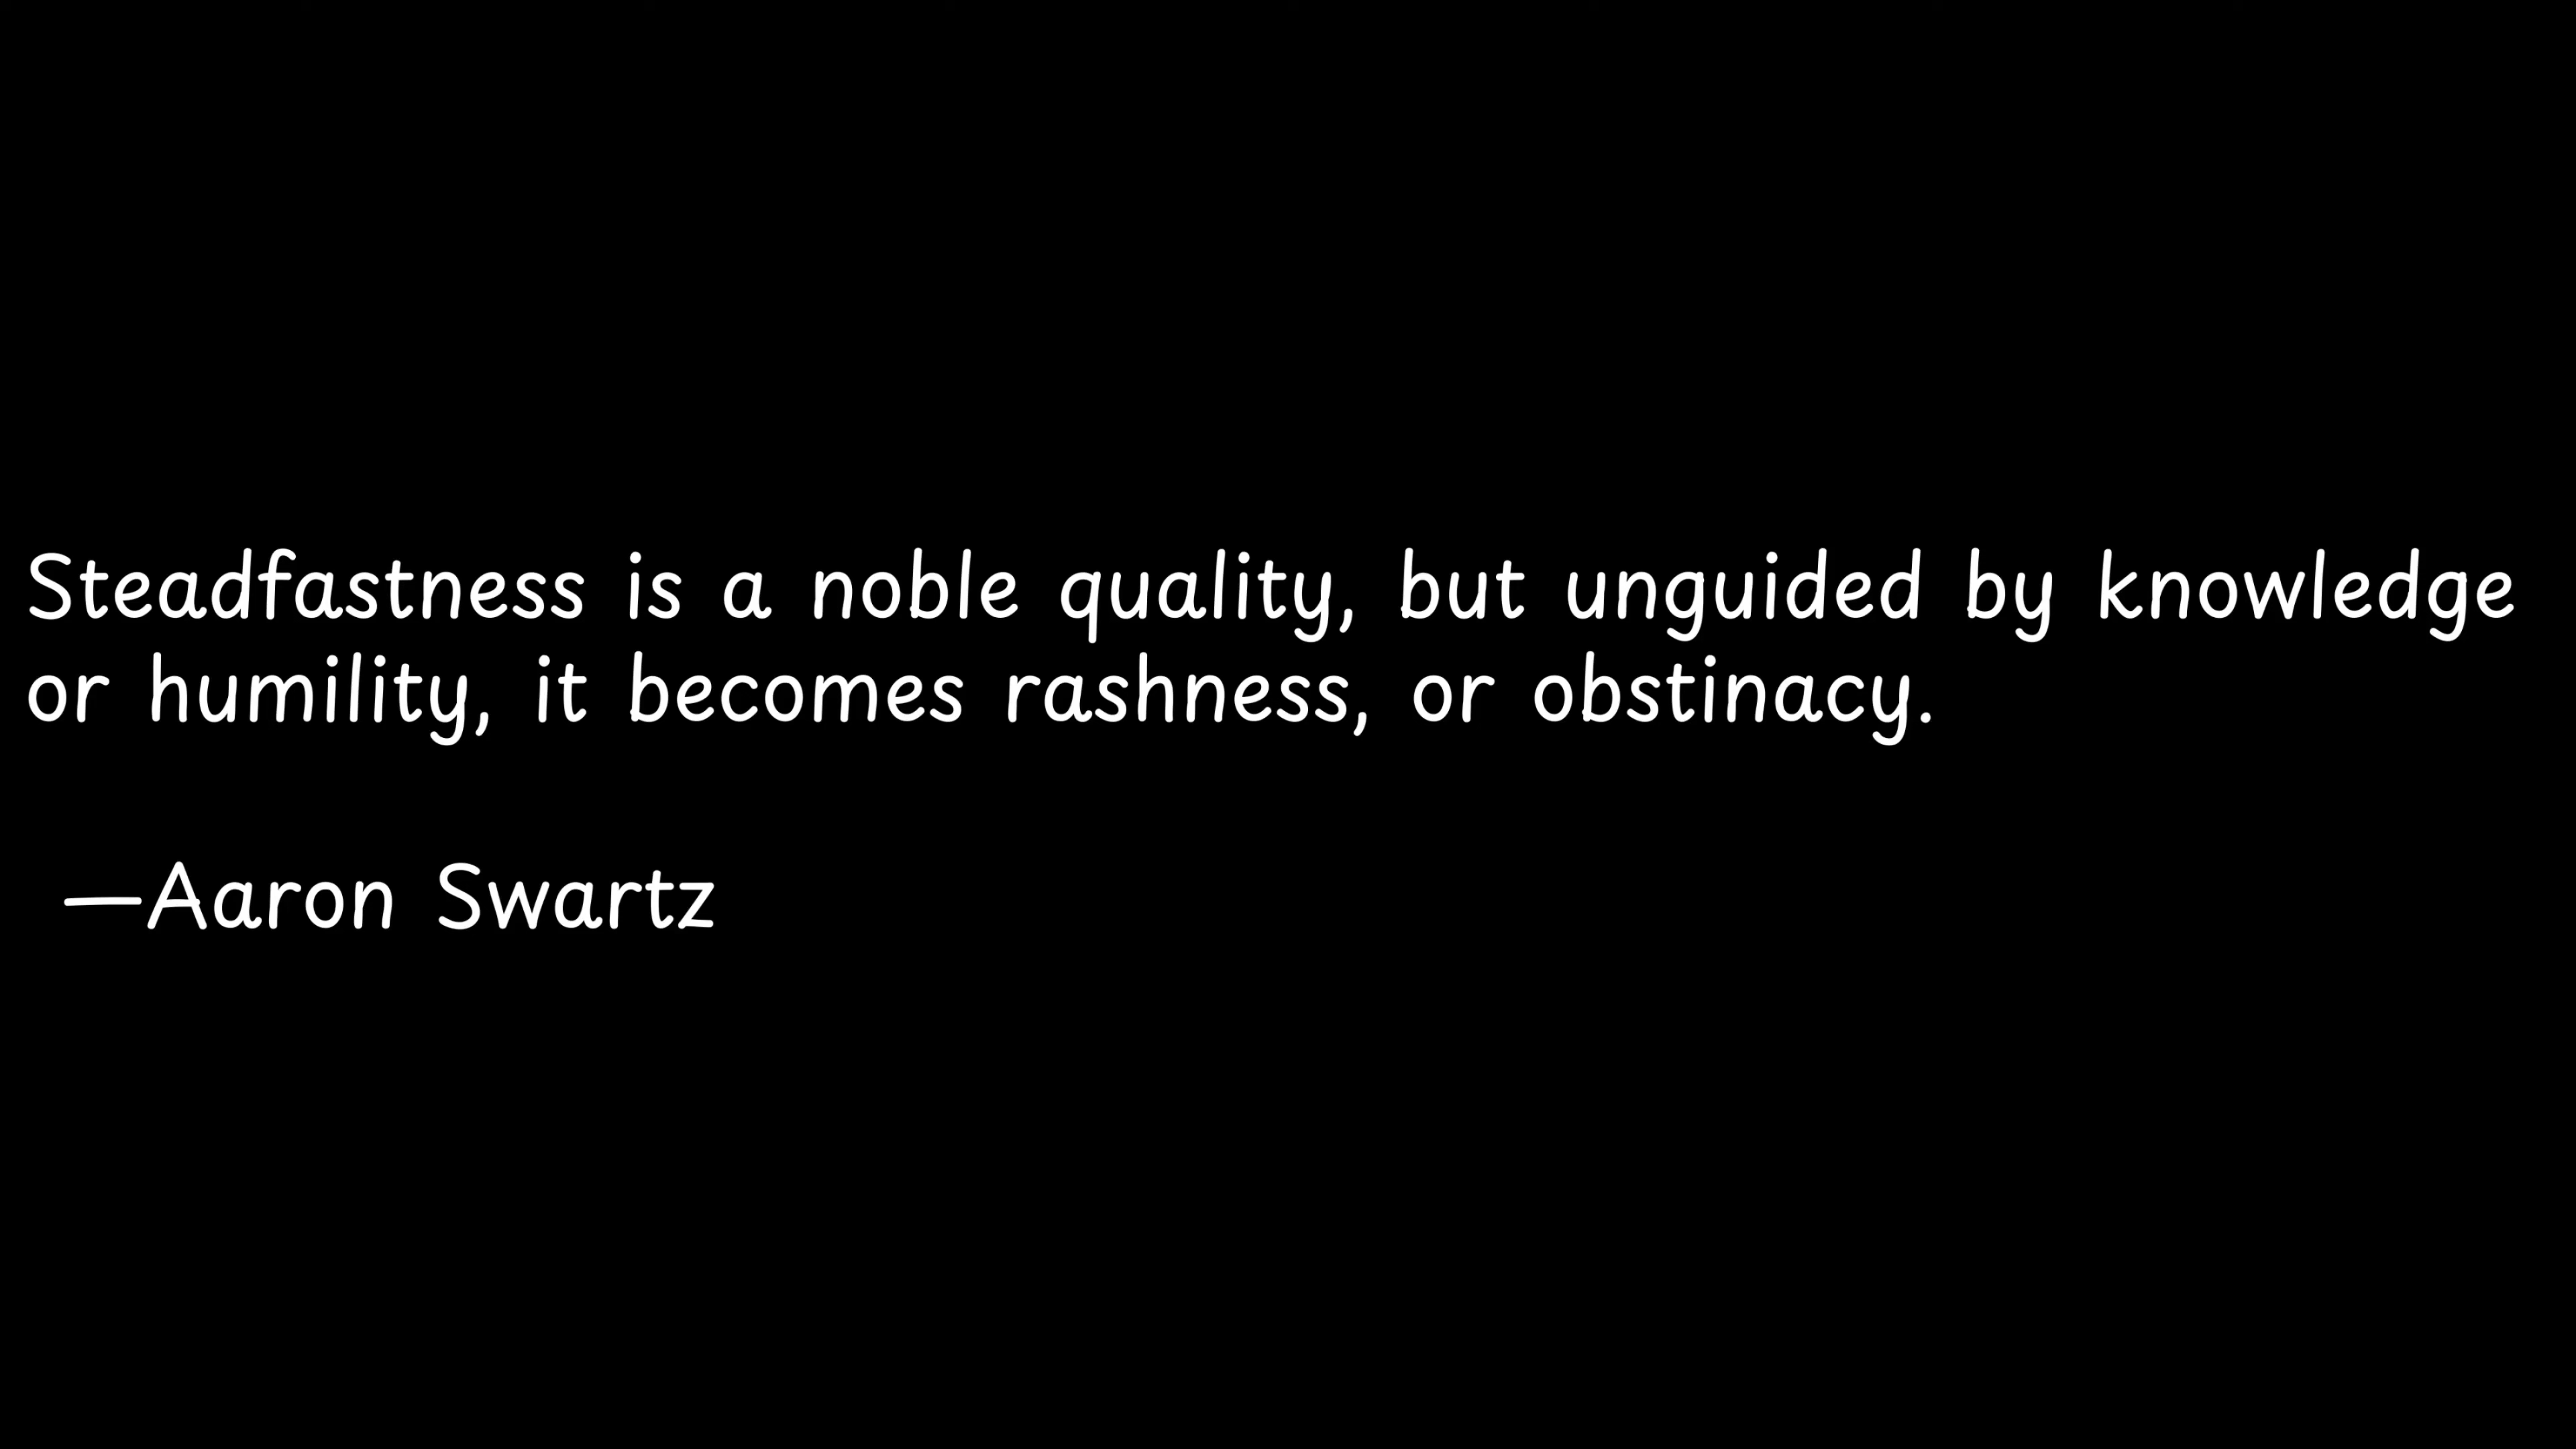 Steadfastness is a noble quality, but unguided by knowledge
or humility, it becomes rashness, or obstinacy.
—Aaron Swartz